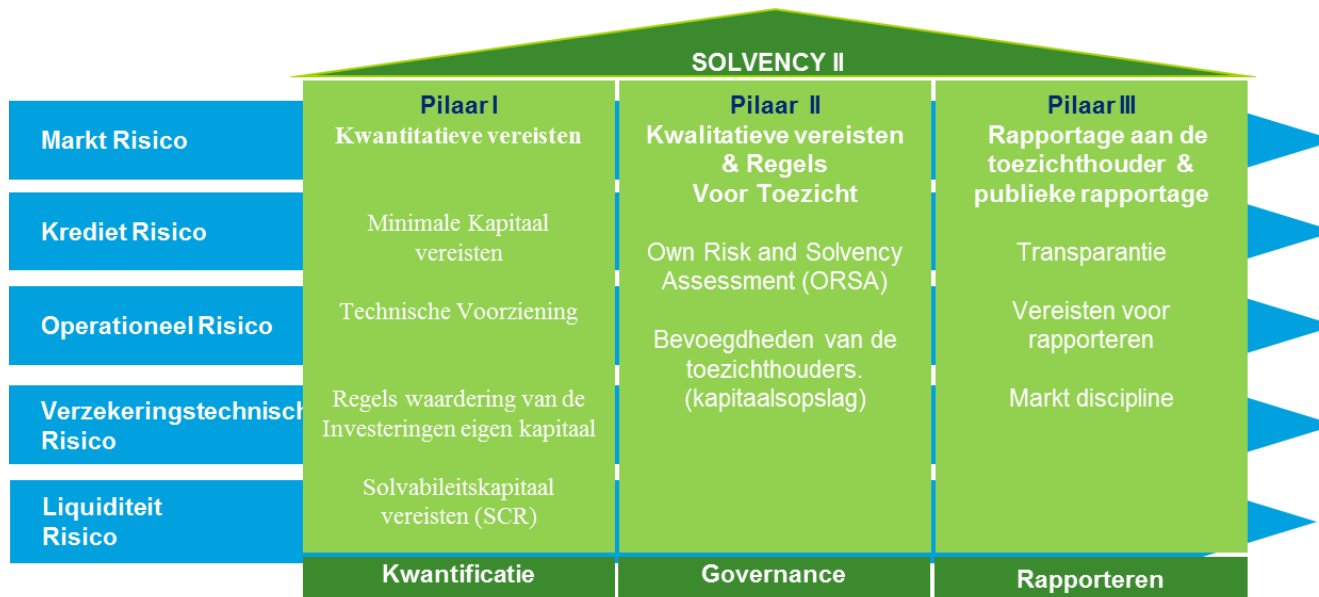 SOLVENCY II
Markt Risico
Krediet Risico
Operationeel Risico
Verzekeringstechnisch
Risico
Liquiditeit
Risico
Pilaar I
Kwantitatieve vereisten
Minimale Kapitaal
vereisten
Technische Voorziening
Regels waardering van de
Investeringen eigen kapitaal
Solvabileitskapitaal
vereisten (SCR)
Kwantificatie
Pilaar II
Kwalitatieve vereisten
& Regels
Voor Toezicht
Own Risk and Solvency
Assessment (ORSA)
Bevoegdheden van de
toezichthouders.
(kapitaalsopslag)
Governance
Pilaar III
Rapportage aan de
toezichthouder &
publieke rapportage
Transparantie
Vereisten voor
rapporteren
Markt discipline
Rapporteren